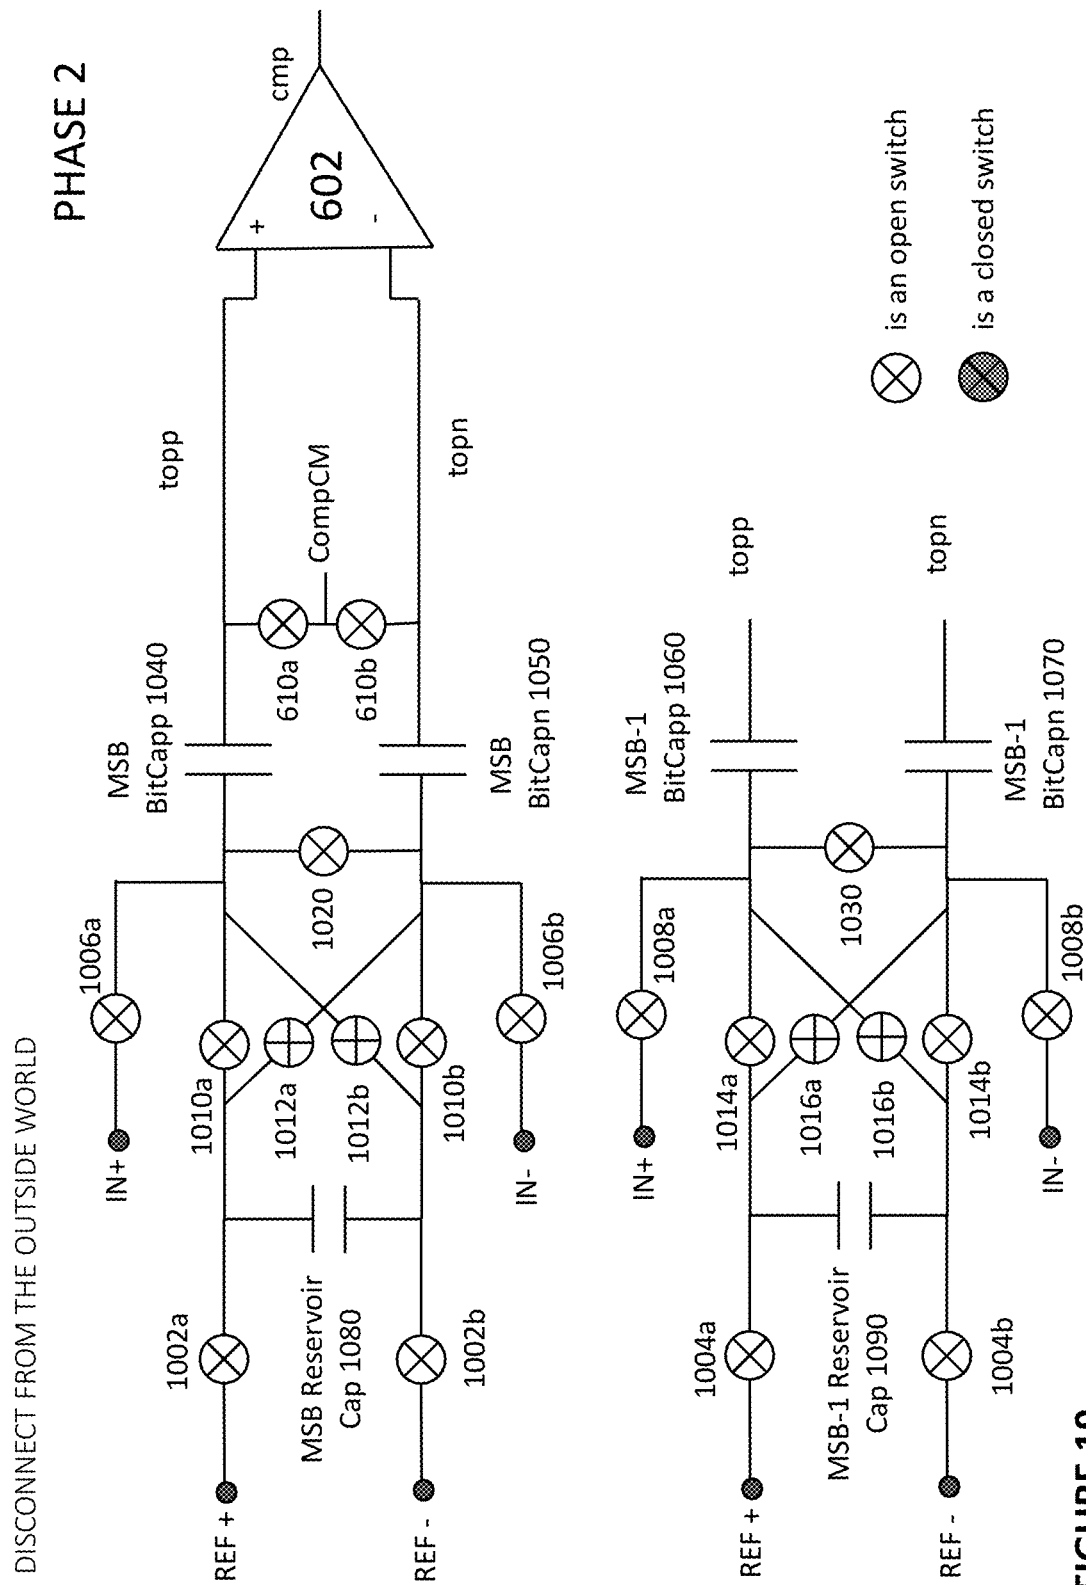 DISCONNECT FROM THE OUTSIDE WORLD
PHASE 2
REF +
1002a
MSB Reservoir
Cap 1080
REF -
1002b
IN+
1006a
1010a
1012a
1012b
1010b
IN-
1006b
1020
MSB
BitCapp 1040
MSB
BitCapn 1050
610a
610b
CompCM
topp
topn
+
-
602
cmp
REF +
1004a
MSB-1 Reservoir
Cap 1090
REF -
1004b
IN+
1008a
1014a
1016a
1016b
1014b
IN-
1008b
1030
MSB-1
BitCapp 1060
MSB-1
BitCapn 1070
topp
topn
is an open switch
is a closed switch